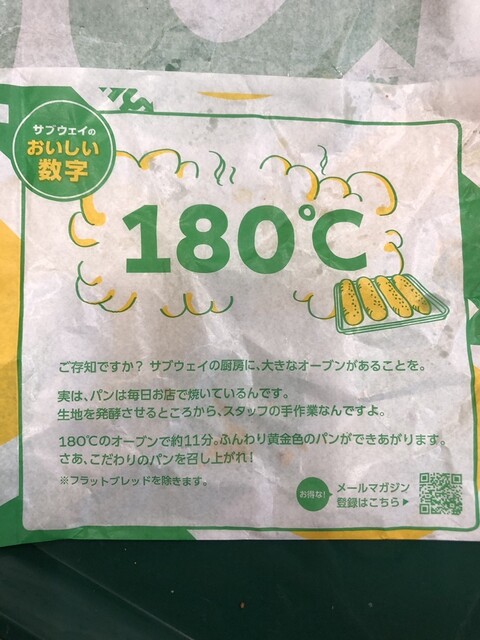 サブウェイの
おいしい
数字
180℃
ご存知ですか? サブウェイの厨房に、大きなオーブンがあることを。
実は、パンは毎日お店で焼いているんです。
生地を発酵させるところから、スタッフの手作業なんですよ。
180℃のオーブンで約11分。ふんわり黄金色のパンができあがります。
さあ、こだわりのパンを召し上がれ!
※フラットブレッドを除きます。
お得な!
メールマガジン
登録はこちら▶